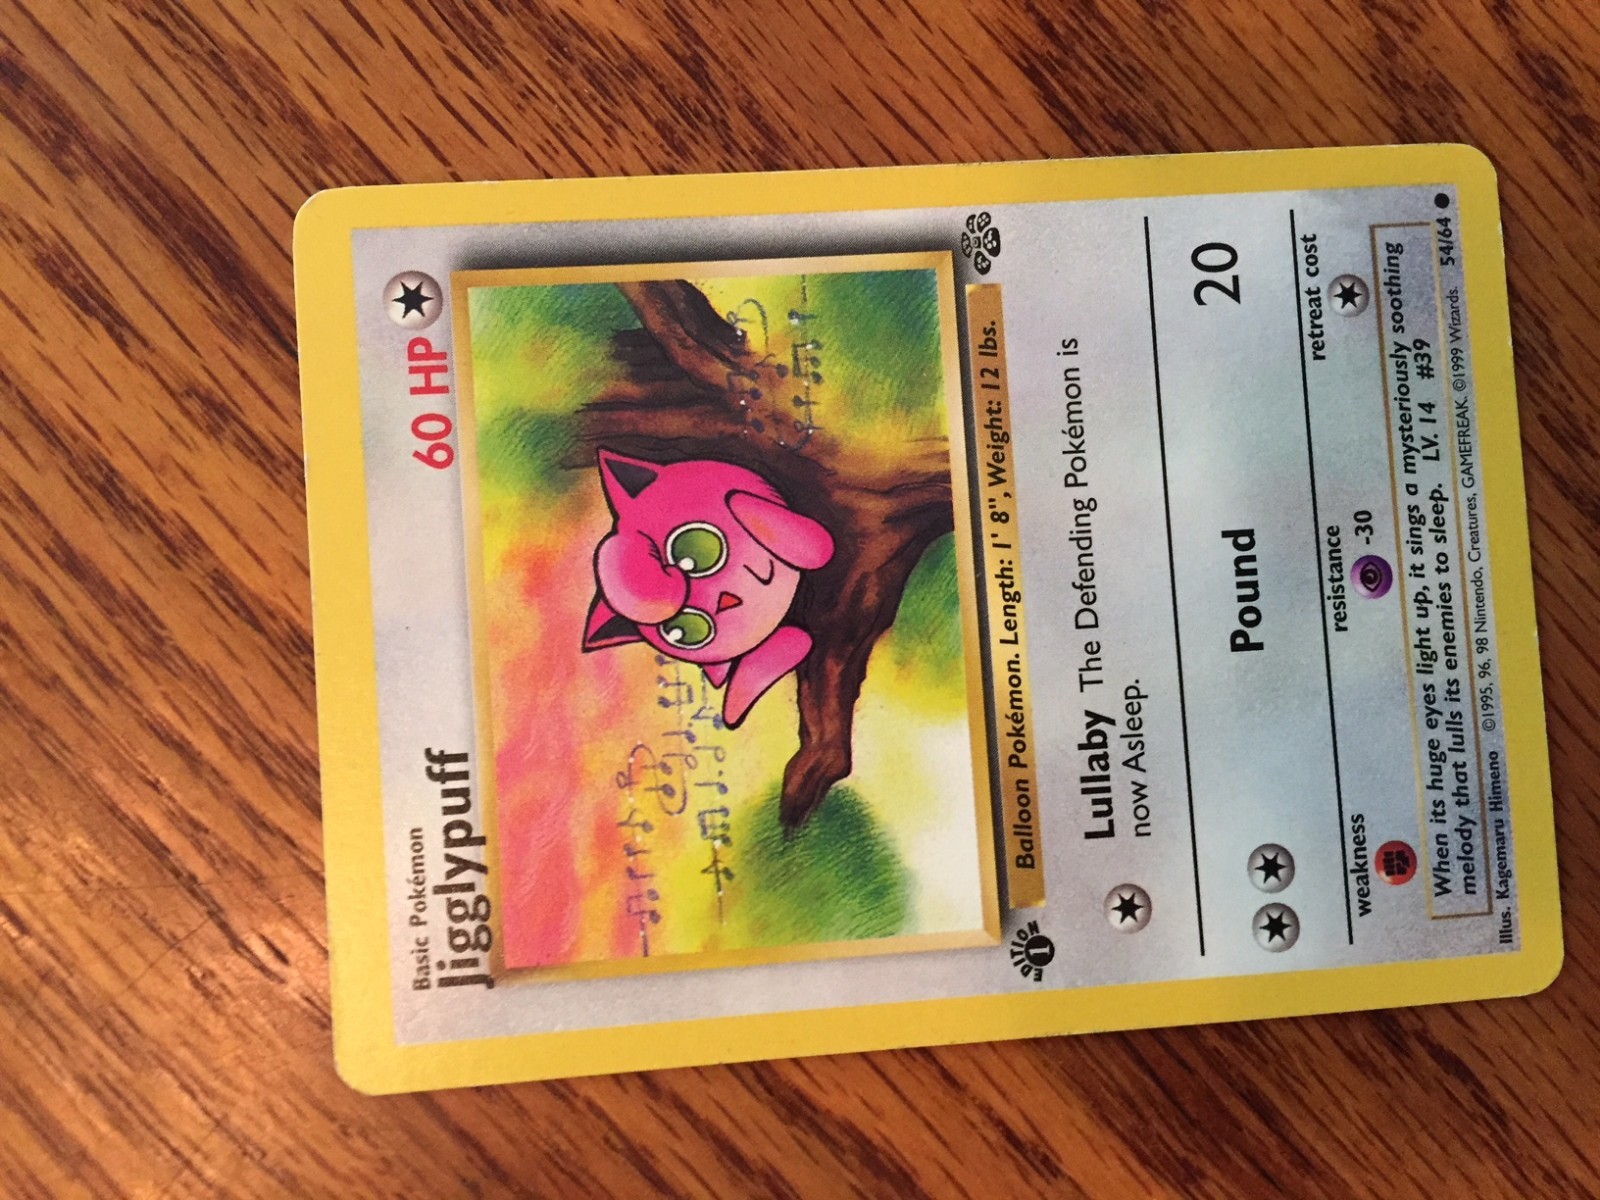 Basic Pokémon
Jigglypuff 60 HP
Balloon Pokémon. Length: 1' 8", Weight: 12 lbs.
EDITION
1
Lullaby The Defending Pokémon is
now Asleep.
Pound 20
weakness resistance retreat cost
-30
When its huge eyes light up, it sings a mysteriously soothing
melody that lulls its enemies to sleep. LV. 14 #39
Illus. Kagemaru Himeno ©1995, 96, 98 Nintendo, Creatures, GAMEFREAK. ©1999 Wizards. 54/64 ●